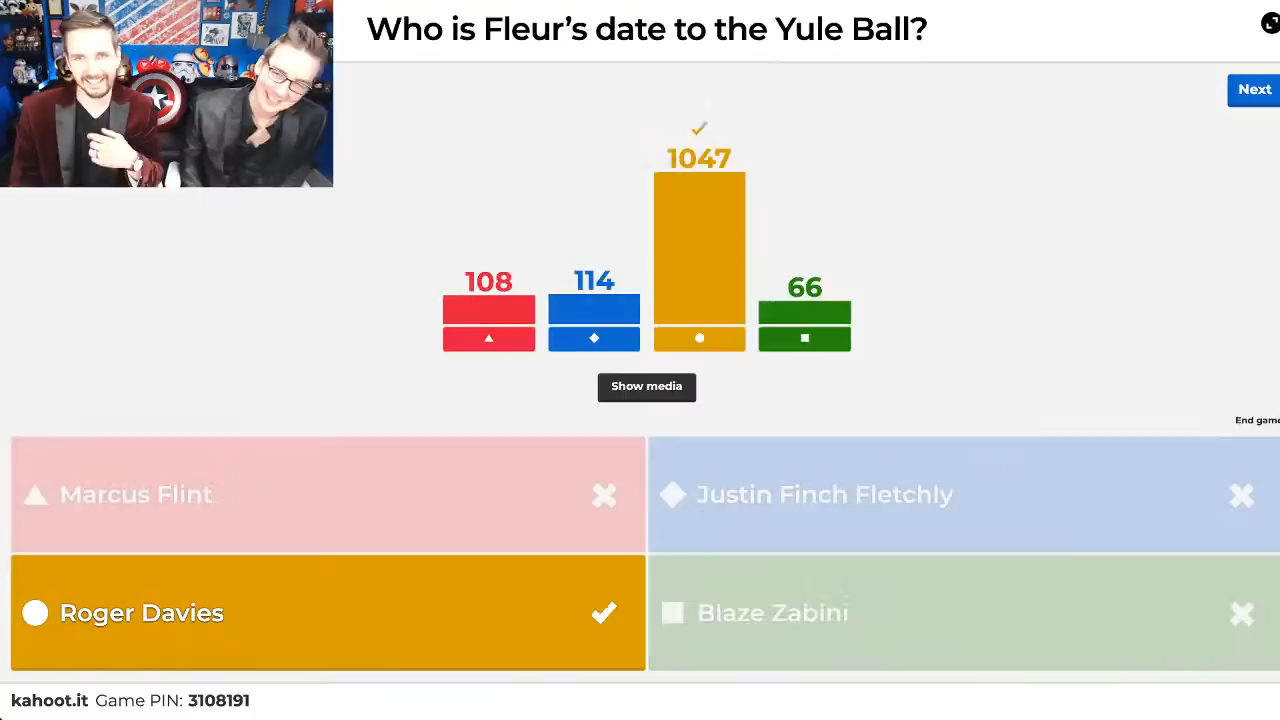 Who is Fleur's date to the Yule Ball?
Next
1047
108
114
66
Show media
End game
Marcus Flint
Justin Finch Fletchly
Roger Davies
Blaze Zabini
kahoot.it Game PIN: 3108191